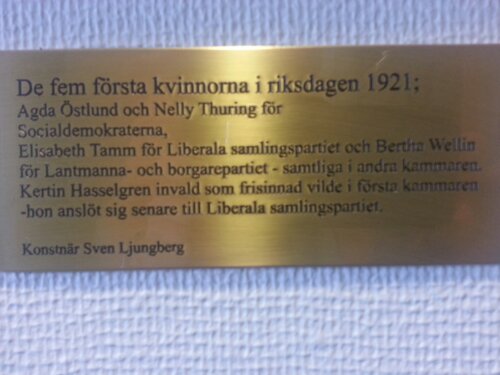 De fem första kvinnorna i riksdagen 1921;
Agda Östlund och Nelly Thuring för
Socialdemokraterna,
Elisabeth Tamm för Liberala samlingspartiet och Bertha Wellin
för Lantmanna- och borgarepartiet - samtliga i andra kammaren.
Kertin Hasselgren invald som frisinnad vilde i första kammaren
-hon anslöt sig senare till Liberala samlingspartiet.
Konstnär Sven Ljungberg